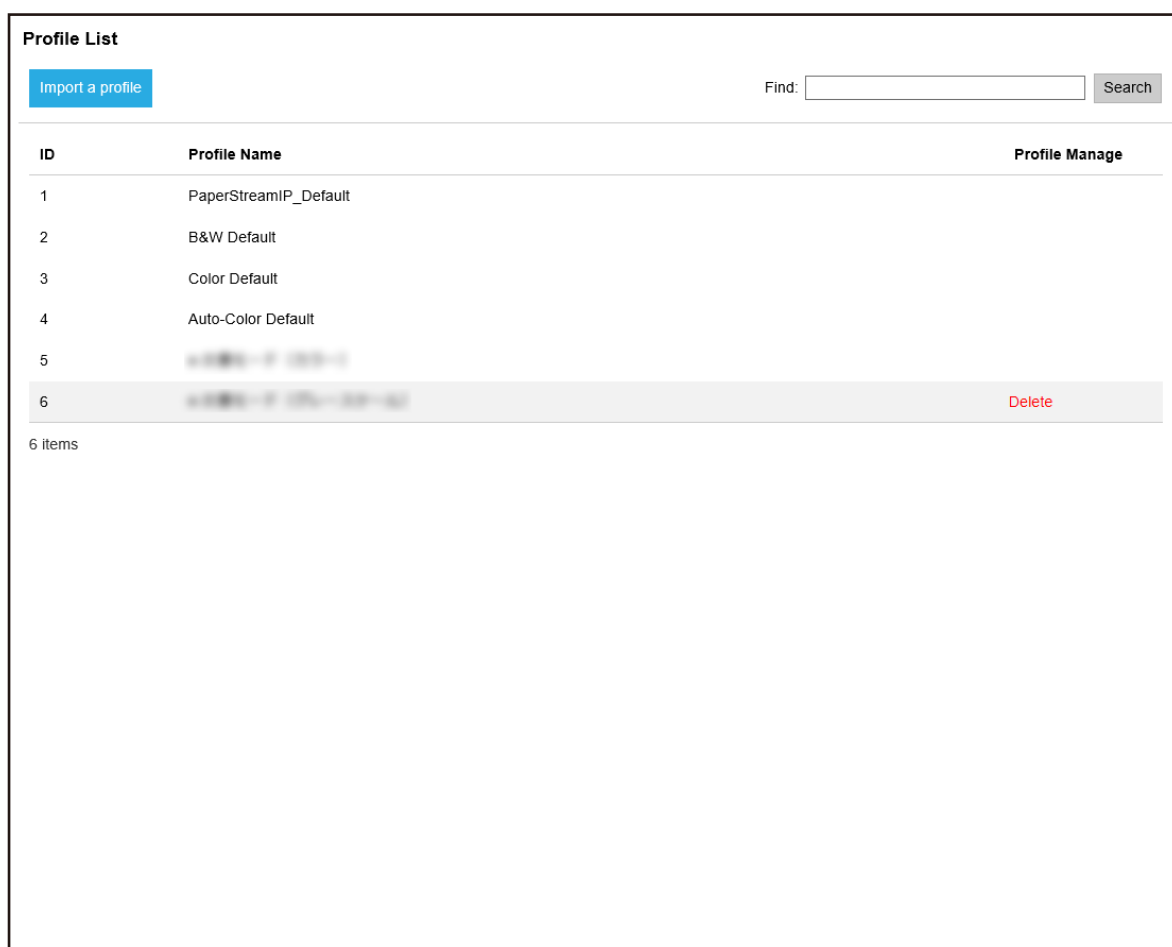 Profile List
Import a profile
Find: Search
ID Profile Name Profile Manage
1 PaperStreamIP_Default
2 B&W Default
3 Color Default
4 Auto-Color Default
5
6 Delete
6 items